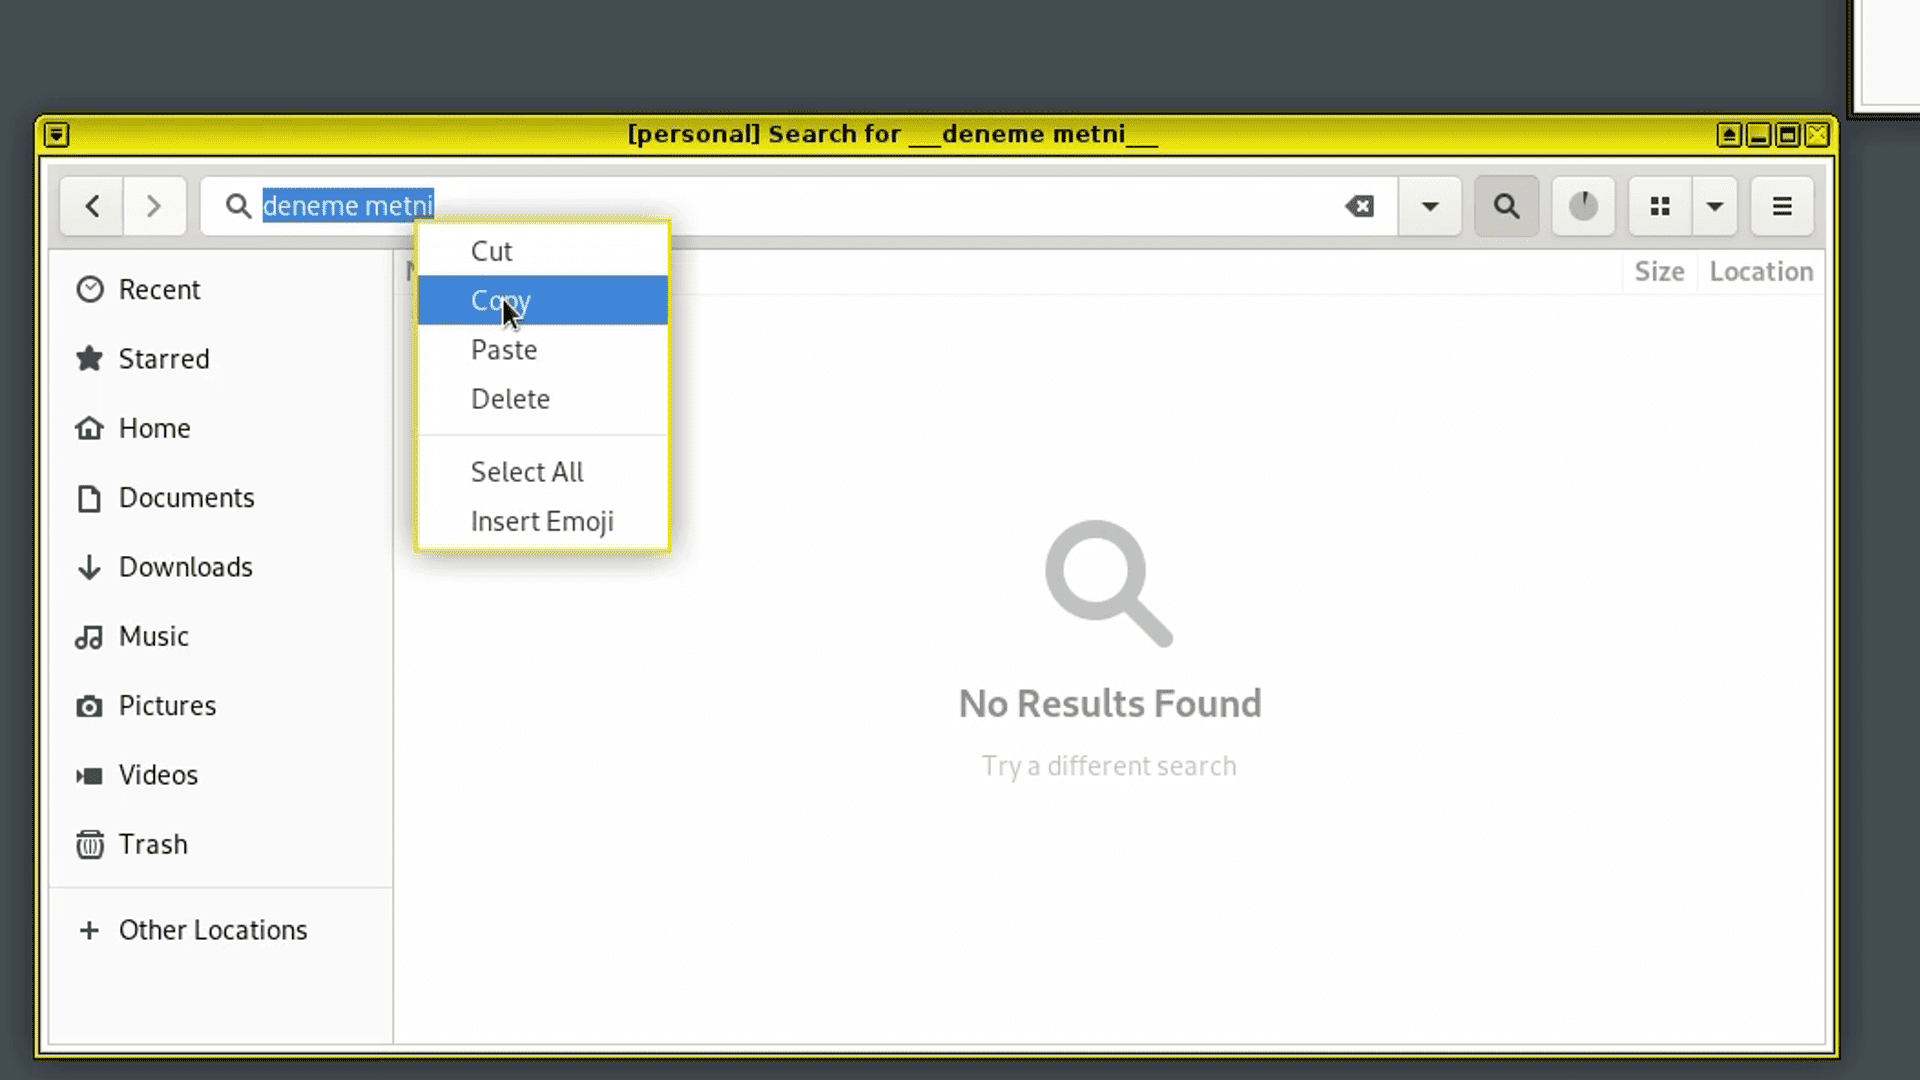 [personal] Search for __deneme metni__
deneme metni
Cut
Copy
Paste
Delete
Select All
Insert Emoji
Size Location
Recent
Starred
Home
Documents
Downloads
Music
Pictures
Videos
Trash
Other Locations
No Results Found
Try a different search